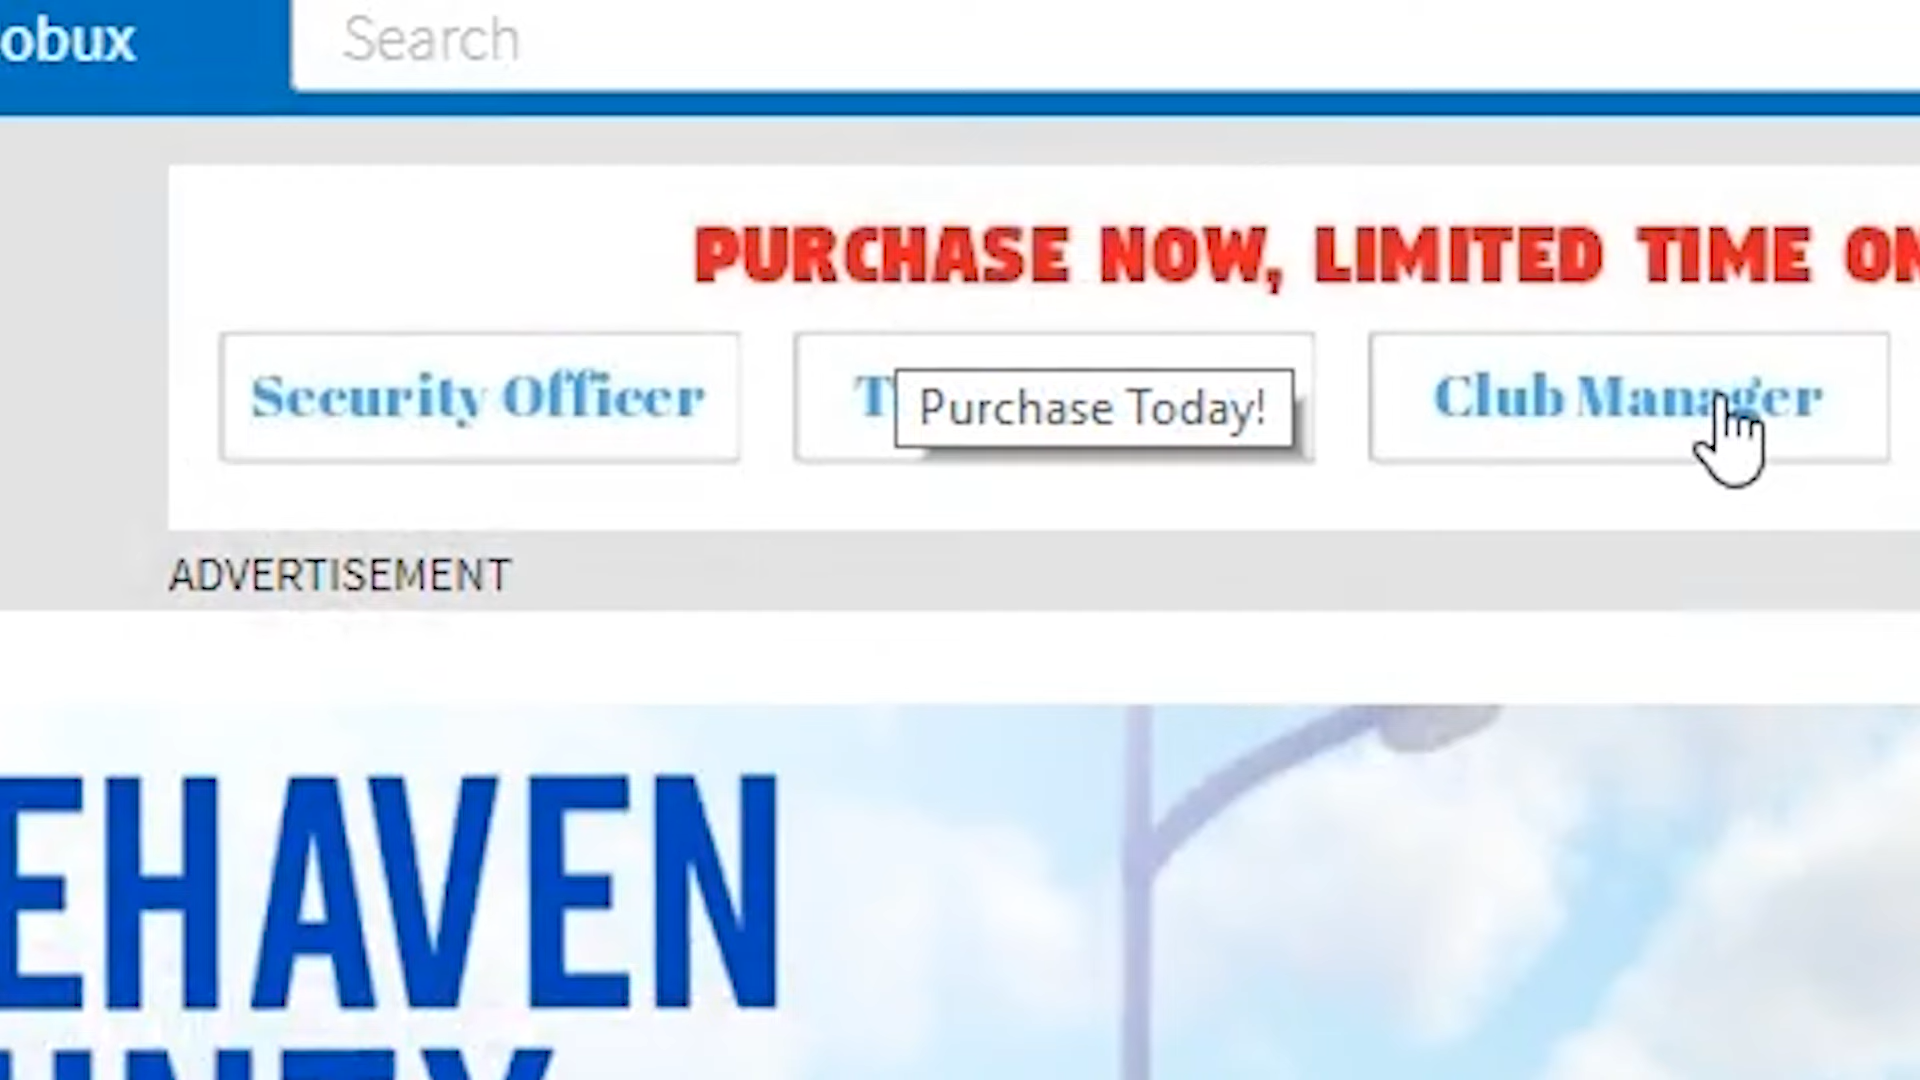 obux
Search
PURCHASE NOW, LIMITED TIME
Security Officer
Purchase Today!
Club Manager
ADVERTISEMENT
EHAVEN